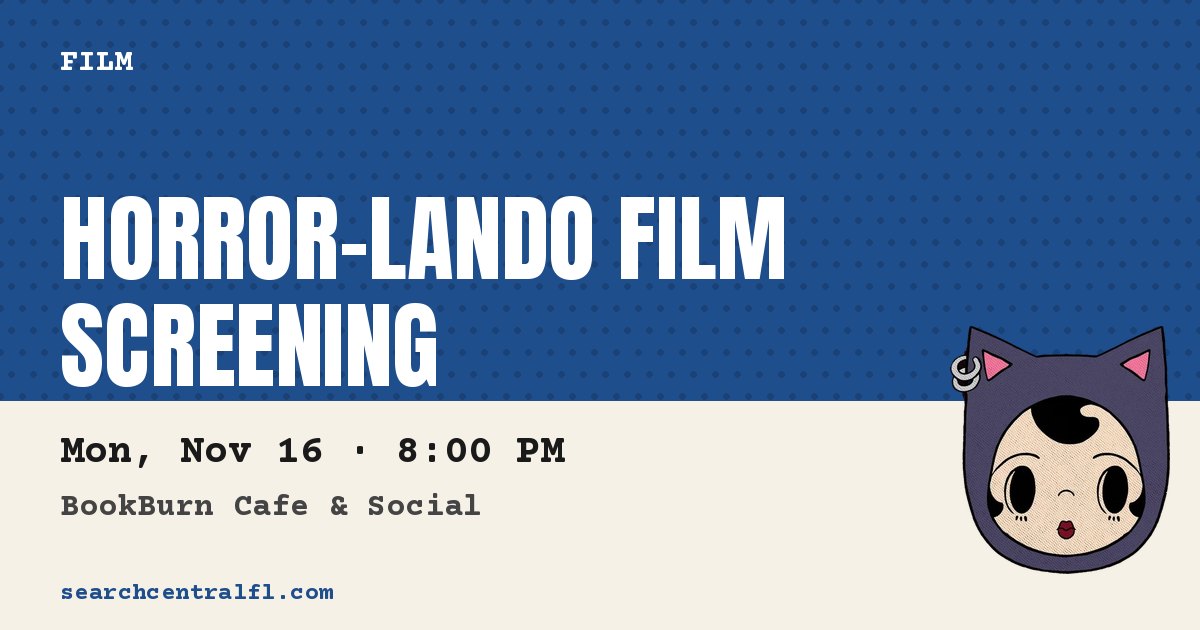 FILM
HORROR-LANDO FILM
SCREENING
Mon, Nov 16 · 8:00 PM
BookBurn Cafe & Social
searchcentralfl.com